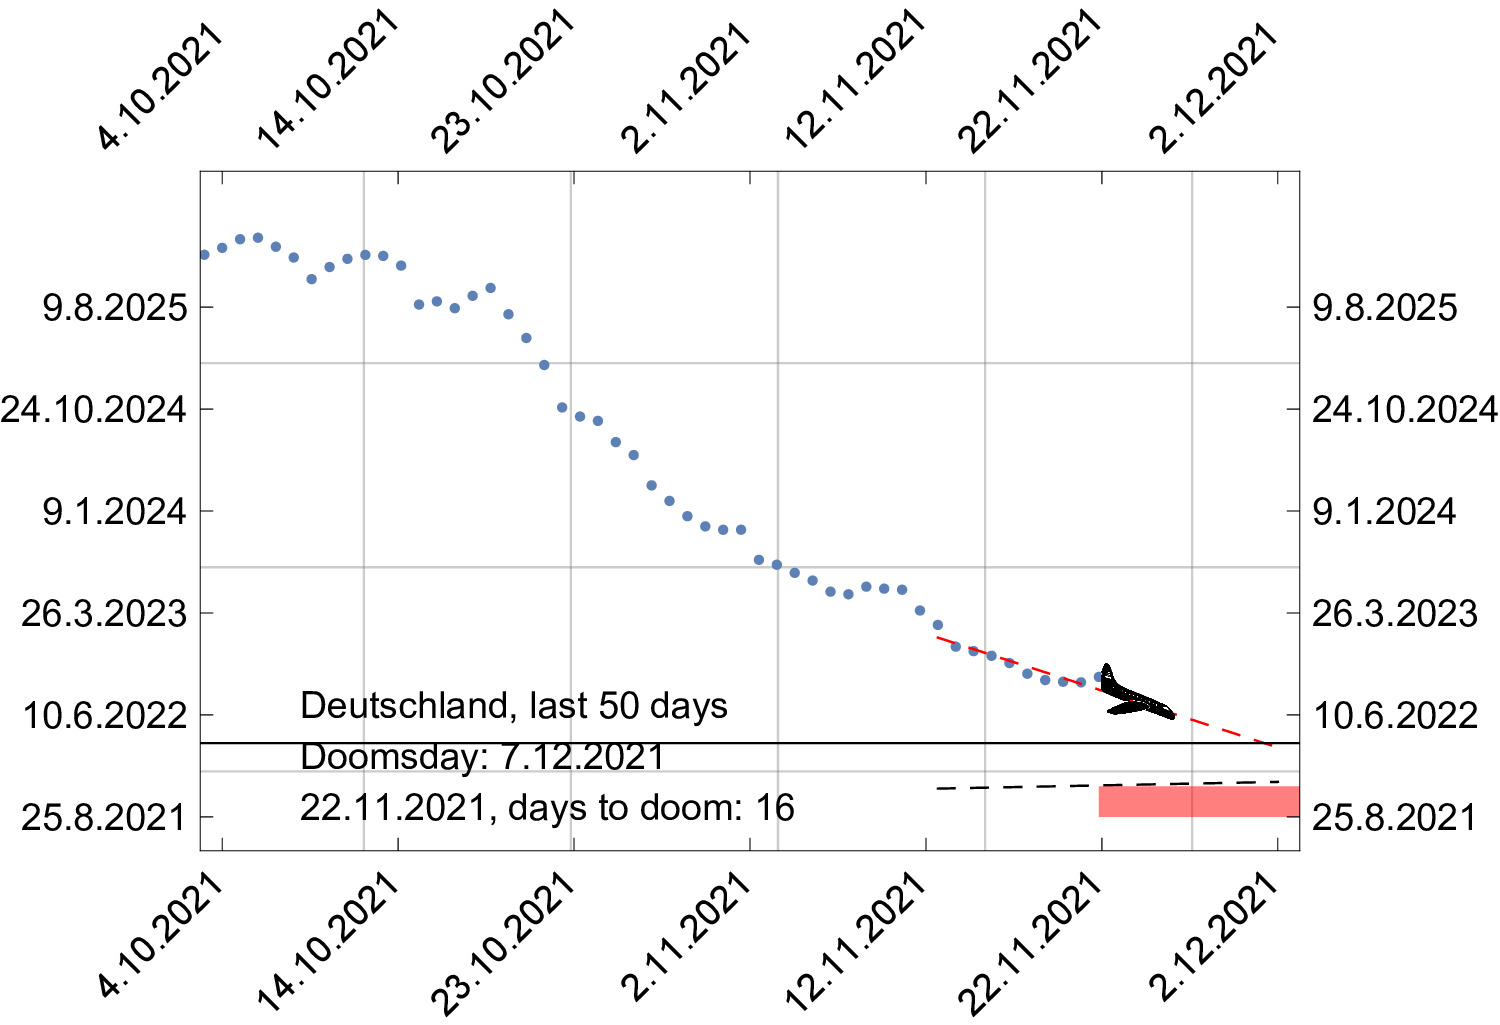 4.10.2021 14.10.2021 23.10.2021 2.11.2021 12.11.2021 22.11.2021 2.12.2021
9.8.2025 9.8.2025
24.10.2024 24.10.2024
9.1.2024 9.1.2024
26.3.2023 26.3.2023
Deutschland, last 50 days
10.6.2022 10.6.2022
Doomsday: 7.12.2021
22.11.2021, days to doom: 16
25.8.2021 25.8.2021
4.10.2021 14.10.2021 23.10.2021 2.11.2021 12.11.2021 22.11.2021 2.12.2021